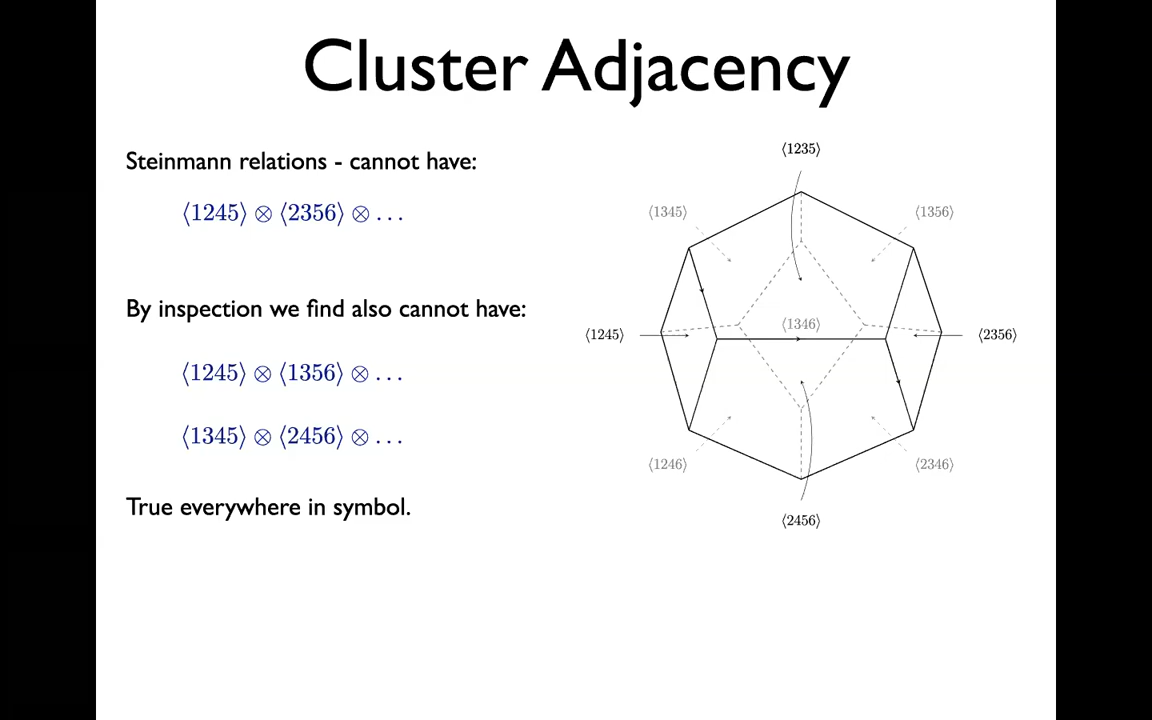 Cluster Adjacency
Steinmann relations - cannot have:
⟨1245⟩ ⊗ ⟨2356⟩ ⊗ ...
By inspection we find also cannot have:
⟨1245⟩ ⊗ ⟨1356⟩ ⊗ ...
⟨1345⟩ ⊗ ⟨2456⟩ ⊗ ...
True everywhere in symbol.
⟨1235⟩
⟨1345⟩
⟨1356⟩
⟨1346⟩
⟨1245⟩
⟨2356⟩
⟨1246⟩
⟨2346⟩
⟨2456⟩